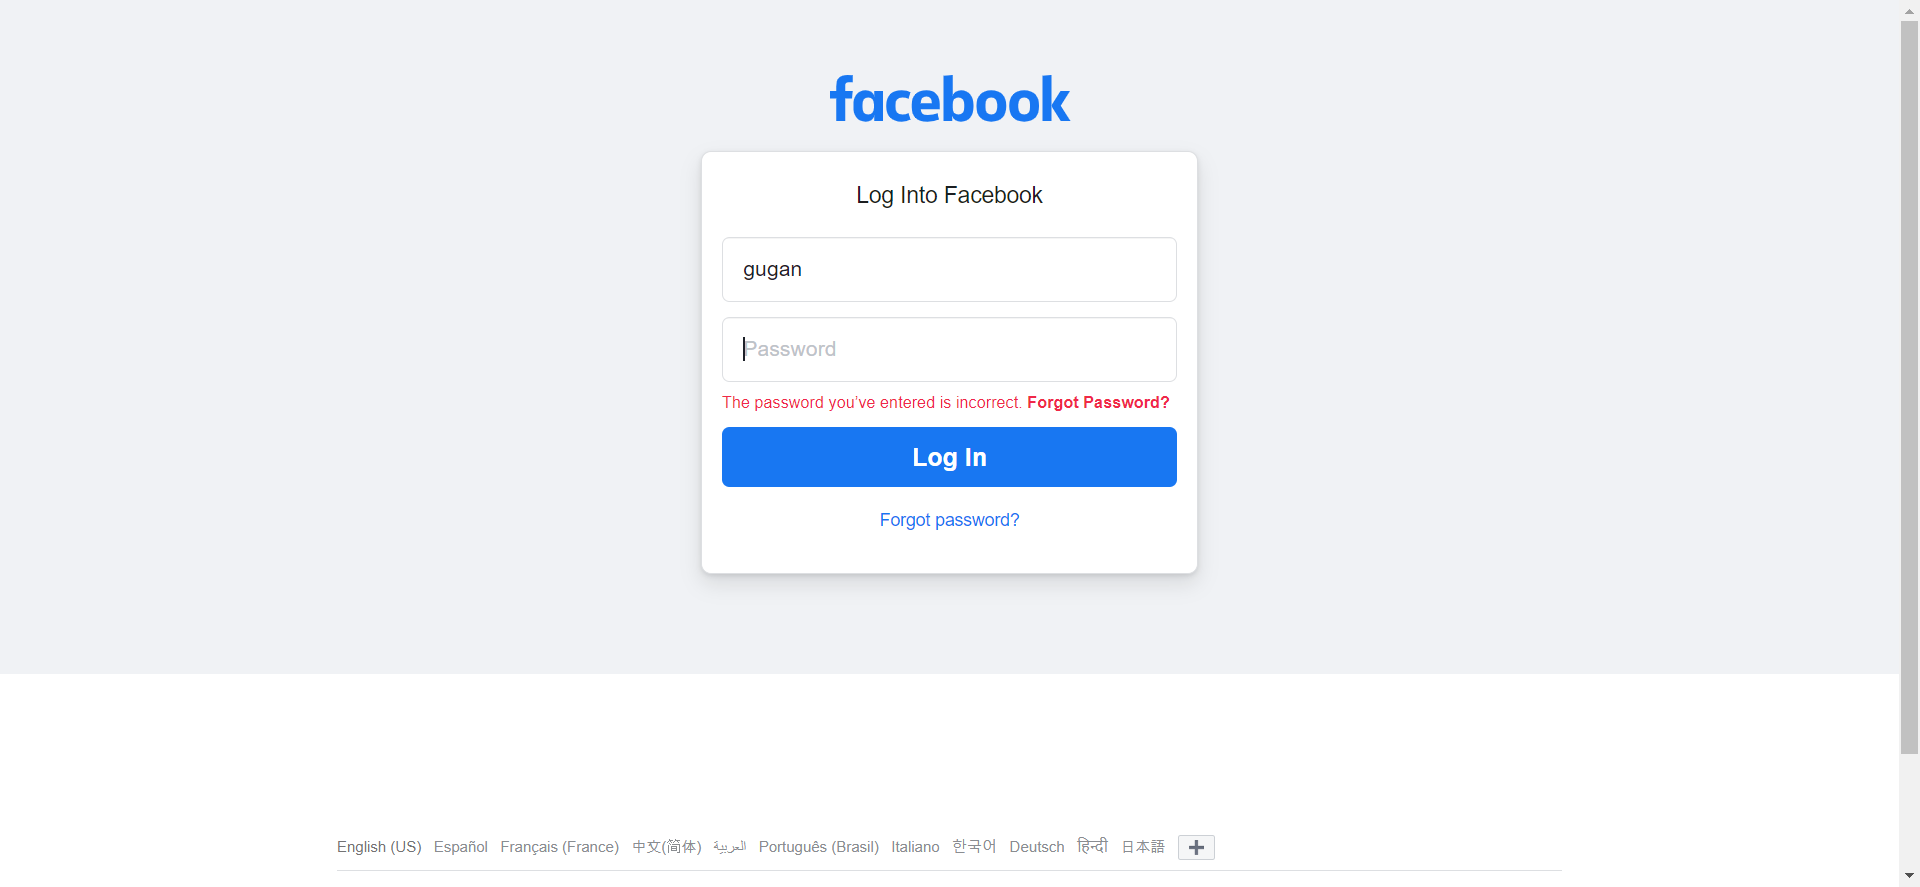 facebook
Log Into Facebook
gugan
Password
The password you’ve entered is incorrect. Forgot Password?
Log In
Forgot password?
English (US) Español Français (France) 中文(简体) العربية Português (Brasil) Italiano 한국어 Deutsch हिन्दी 日本語